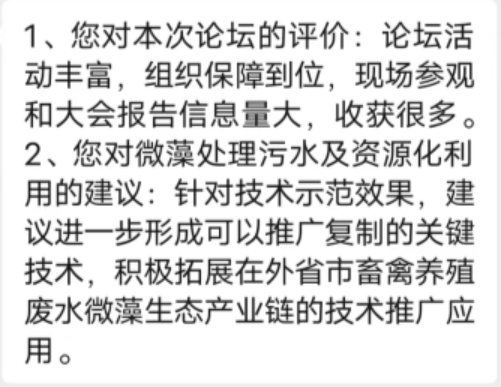 1、您对本次论坛的评价：论坛活
动丰富，组织保障到位，现场参观
和大会报告信息量大，收获很多。
2、您对微藻处理污水及资源化利
用的建议：针对技术示范效果，建
议进一步形成可以推广复制的关键
技术，积极拓展在外省市畜禽养殖
废水微藻生态产业链的技术推广应
用。